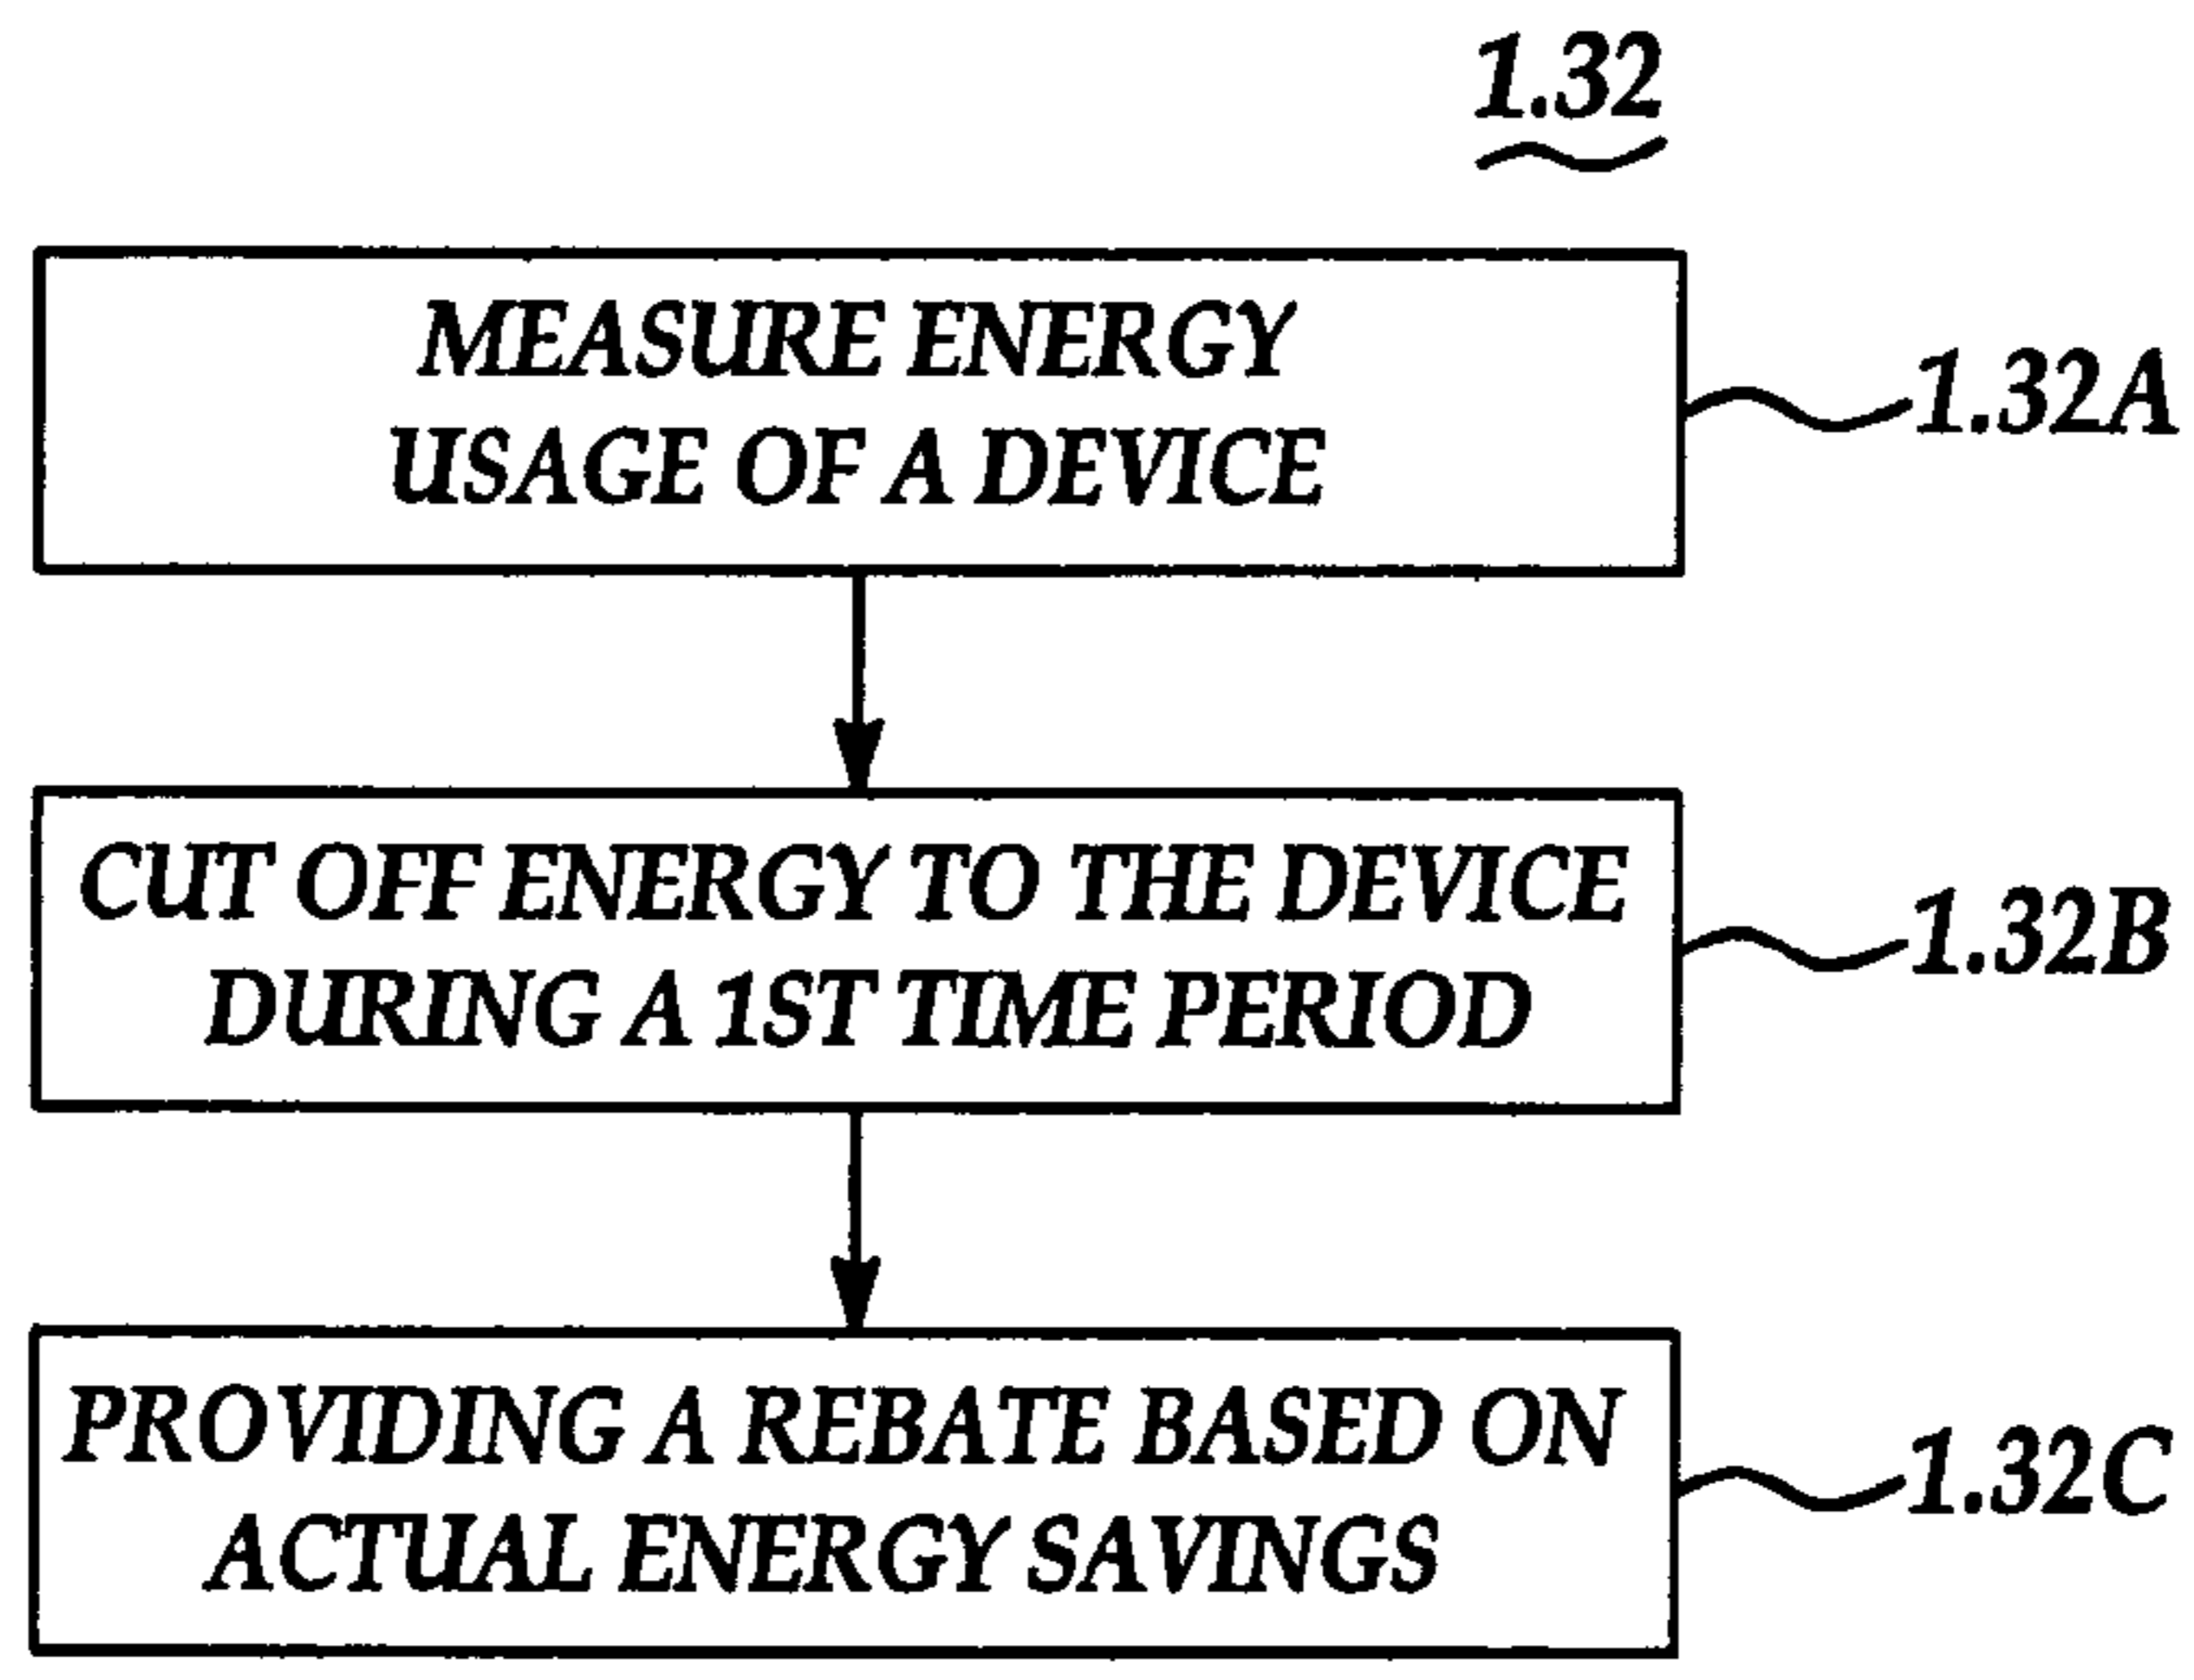 1.32
MEASURE ENERGY
USAGE OF A DEVICE
1.32A
CUT OFF ENERGY TO THE DEVICE
DURING A 1ST TIME PERIOD
1.32B
PROVIDING A REBATE BASED ON
ACTUAL ENERGY SAVINGS
1.32C